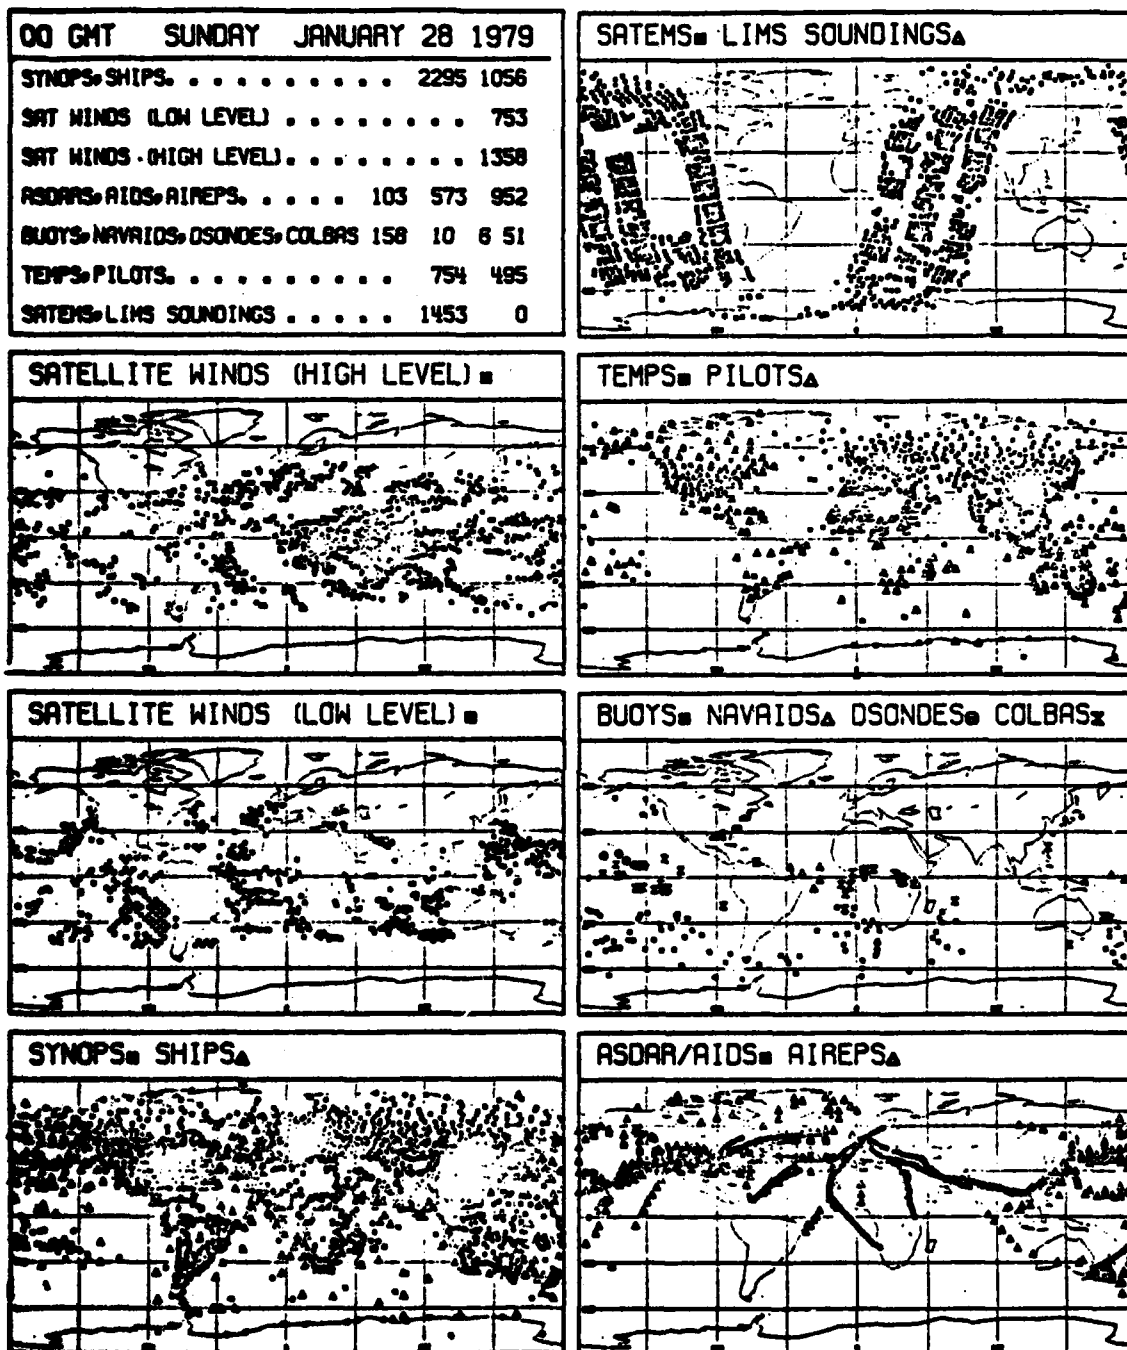 00 GMT SUNDAY JANUARY 28 1979
SYNOPS, SHIPS. . . . . . . . . . 2295 1056
SAT WINDS (LOW LEVEL) . . . . . . . . 753
SAT WINDS (HIGH LEVEL). . . . . . . . 1358
ASDARS, AIDS, AIREPS. . . . . 103 573 952
BUOYS, NAVAIDS, DSONDES, COLBAS 158 10 6 51
TEMPS, PILOTS. . . . . . . . . . 754 495
SATEMS, LIMS SOUNDINGS . . . . . 1453 0
SATEMS■ LIMS SOUNDINGS▲
SATELLITE WINDS (HIGH LEVEL) ■
TEMPS■ PILOTS▲
SATELLITE WINDS (LOW LEVEL) ■
BUOYS■ NAVAIDS▲ DSONDES● COLBAS⧗
SYNOPS■ SHIPS▲
ASDAR/AIDS■ AIREPS▲